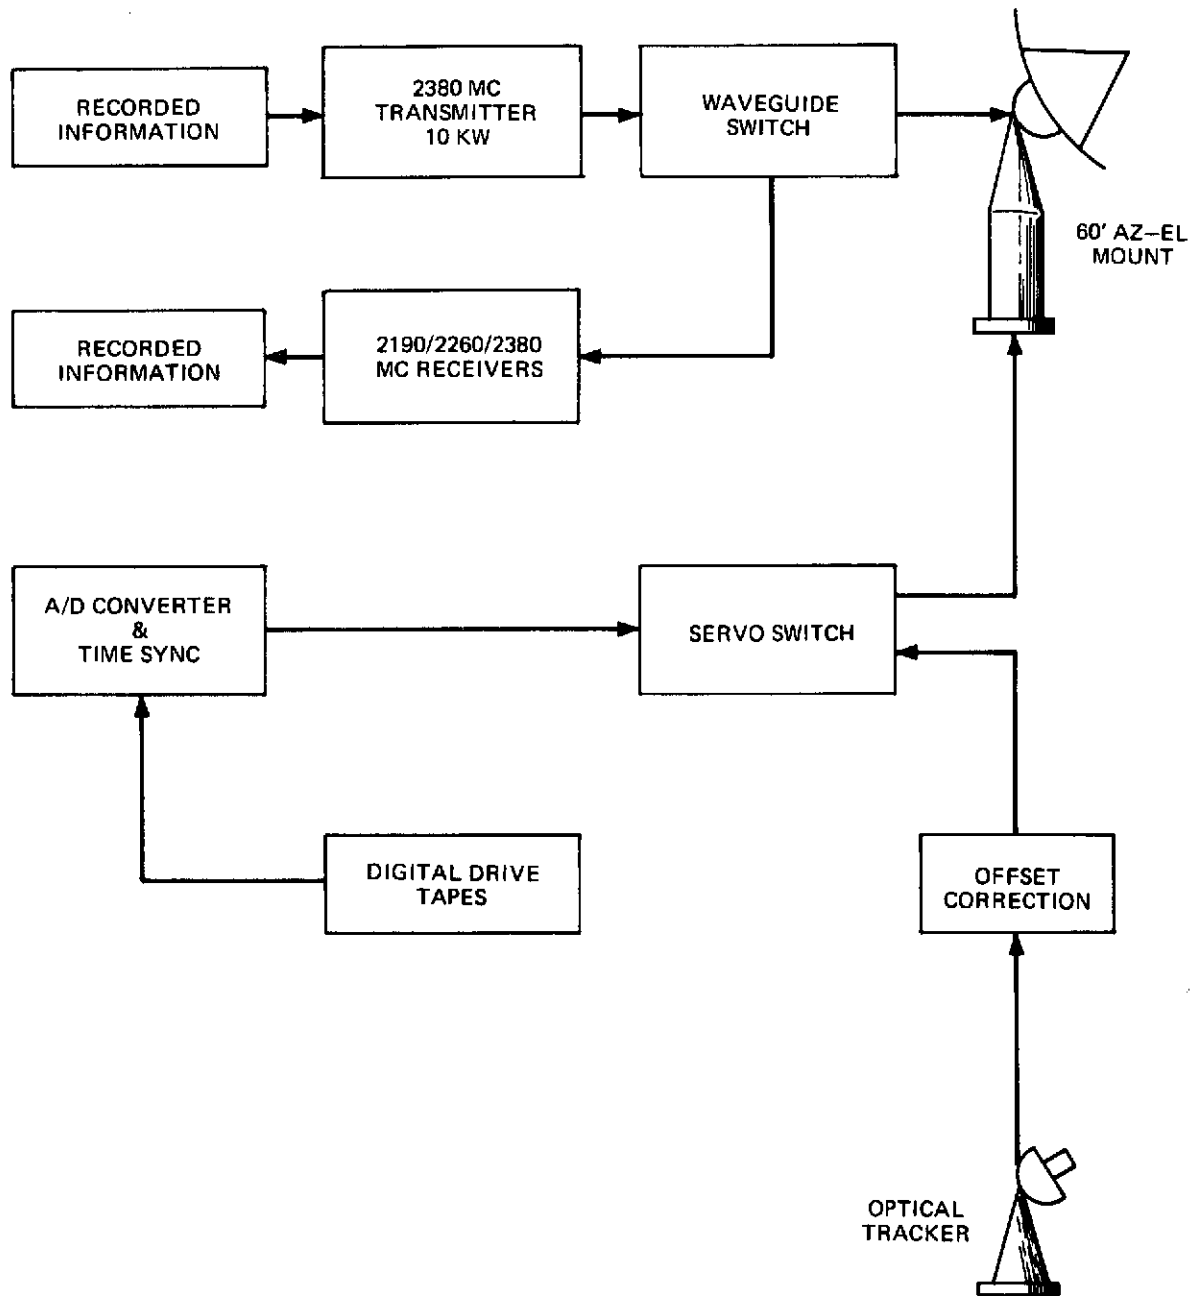 RECORDED
INFORMATION
2380 MC
TRANSMITTER
10 KW
WAVEGUIDE
SWITCH
60' AZ–EL
MOUNT
RECORDED
INFORMATION
2190/2260/2380
MC RECEIVERS
A/D CONVERTER
&
TIME SYNC
SERVO SWITCH
DIGITAL DRIVE
TAPES
OFFSET
CORRECTION
OPTICAL
TRACKER